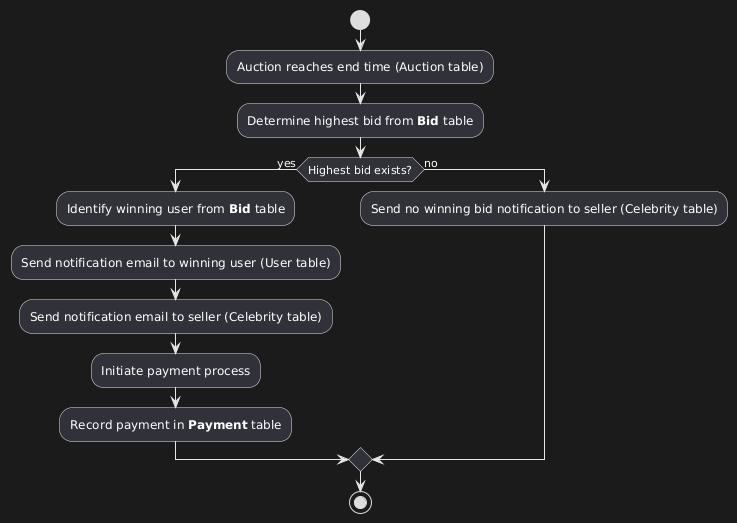 Auction reaches end time (Auction table)
Determine highest bid from Bid table
yes
Highest bid exists?
no
Identify winning user from Bid table
Send no winning bid notification to seller (Celebrity table)
Send notification email to winning user (User table)
Send notification email to seller (Celebrity table)
Initiate payment process
Record payment in Payment table